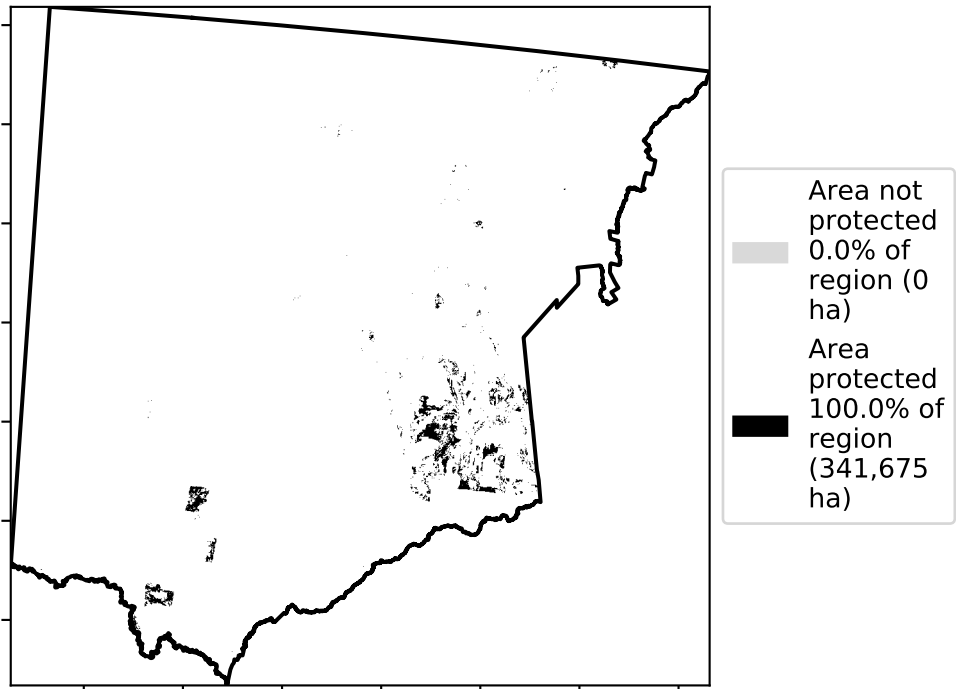 Area not
protected
0.0% of
region (0
ha)
Area
protected
100.0% of
region
(341,675
ha)